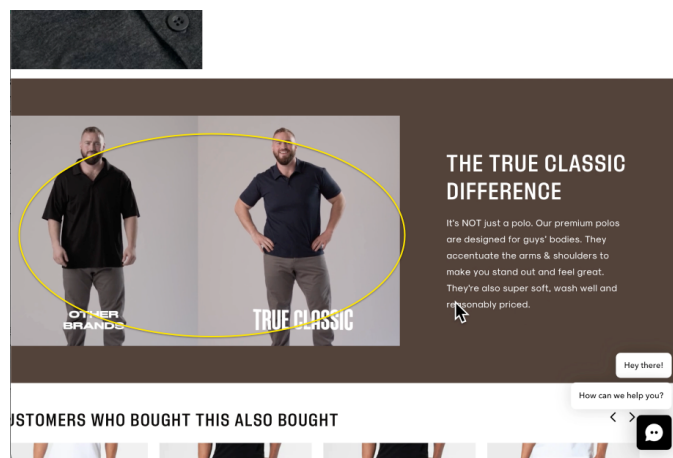 THE TRUE CLASSIC
DIFFERENCE
It's NOT just a polo. Our premium polos
are designed for guys' bodies. They
accentuate the arms & shoulders to
make you stand out and feel great.
They're also super soft, wash well and
reasonably priced.
OTHER
BRANDS
TRUE CLASSIC
Hey there!
How can we help you?
USTOMERS WHO BOUGHT THIS ALSO BOUGHT